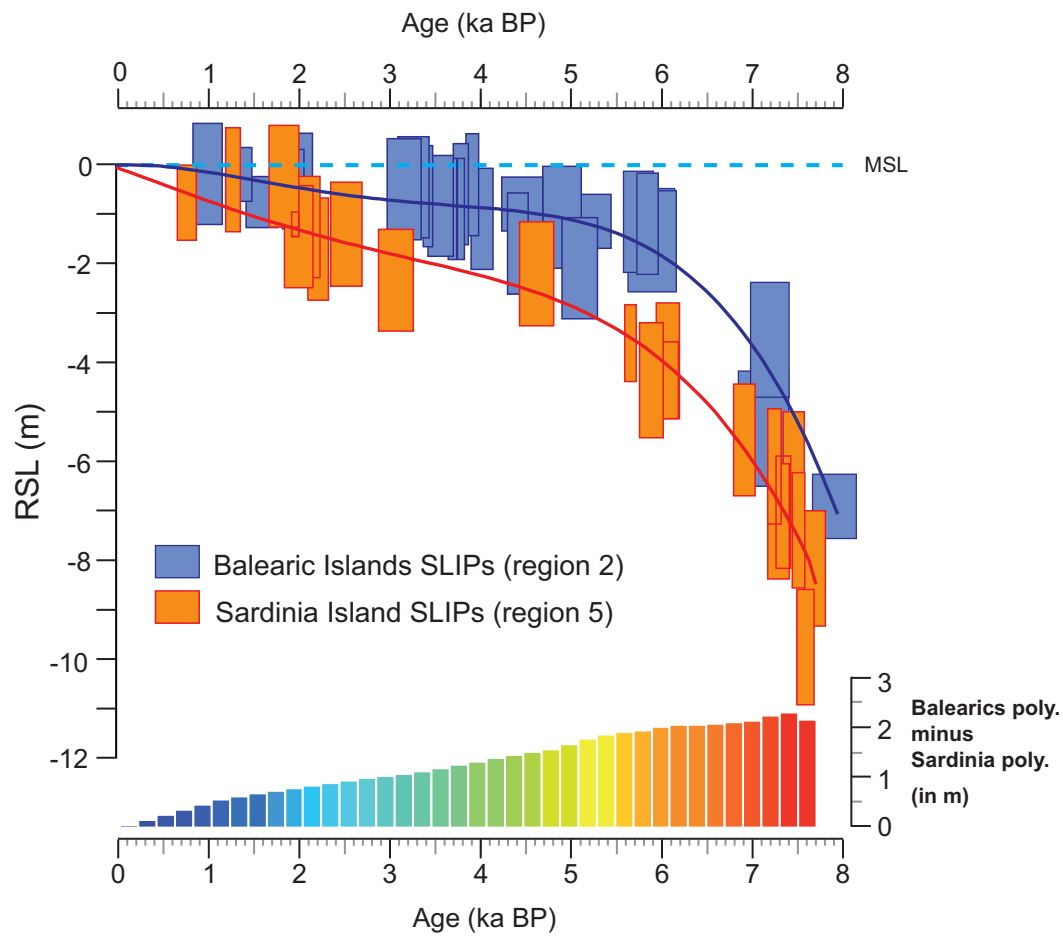 Age (ka BP)
0 1 2 3 4 5 6 7 8
0
MSL
-2
-4
-6
-8
-10
-12
RSL (m)
Balearic Islands SLIPs (region 2)
Sardinia Island SLIPs (region 5)
3
2
1
0
Balearics poly.
minus
Sardinia poly.
(in m)
0 1 2 3 4 5 6 7 8
Age (ka BP)